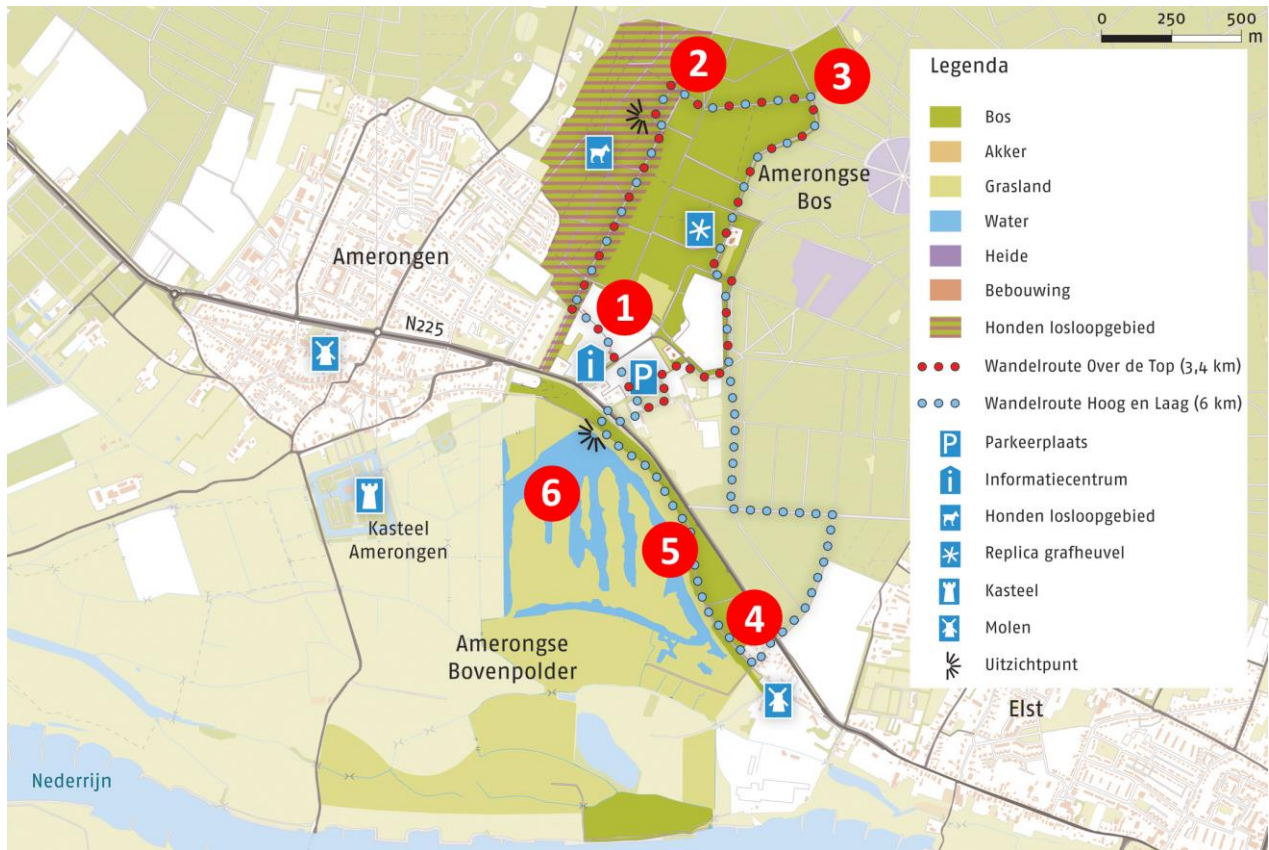 0 250 500
m
Legenda
Bos
Akker
Grasland
Water
Heide
Bebouwing
Honden losloopgebied
Wandelroute Over de Top (3,4 km)
Wandelroute Hoog en Laag (6 km)
P Parkeerplaats
i Informatiecentrum
Honden losloopgebied
Replica grafheuvel
Kasteel
Molen
Uitzichtpunt
2
3
Amerongse
Bos
Amerongen
1
N225
i
P
6
Kasteel
Amerongen
5
4
Amerongse
Bovenpolder
Elst
Nederrijn